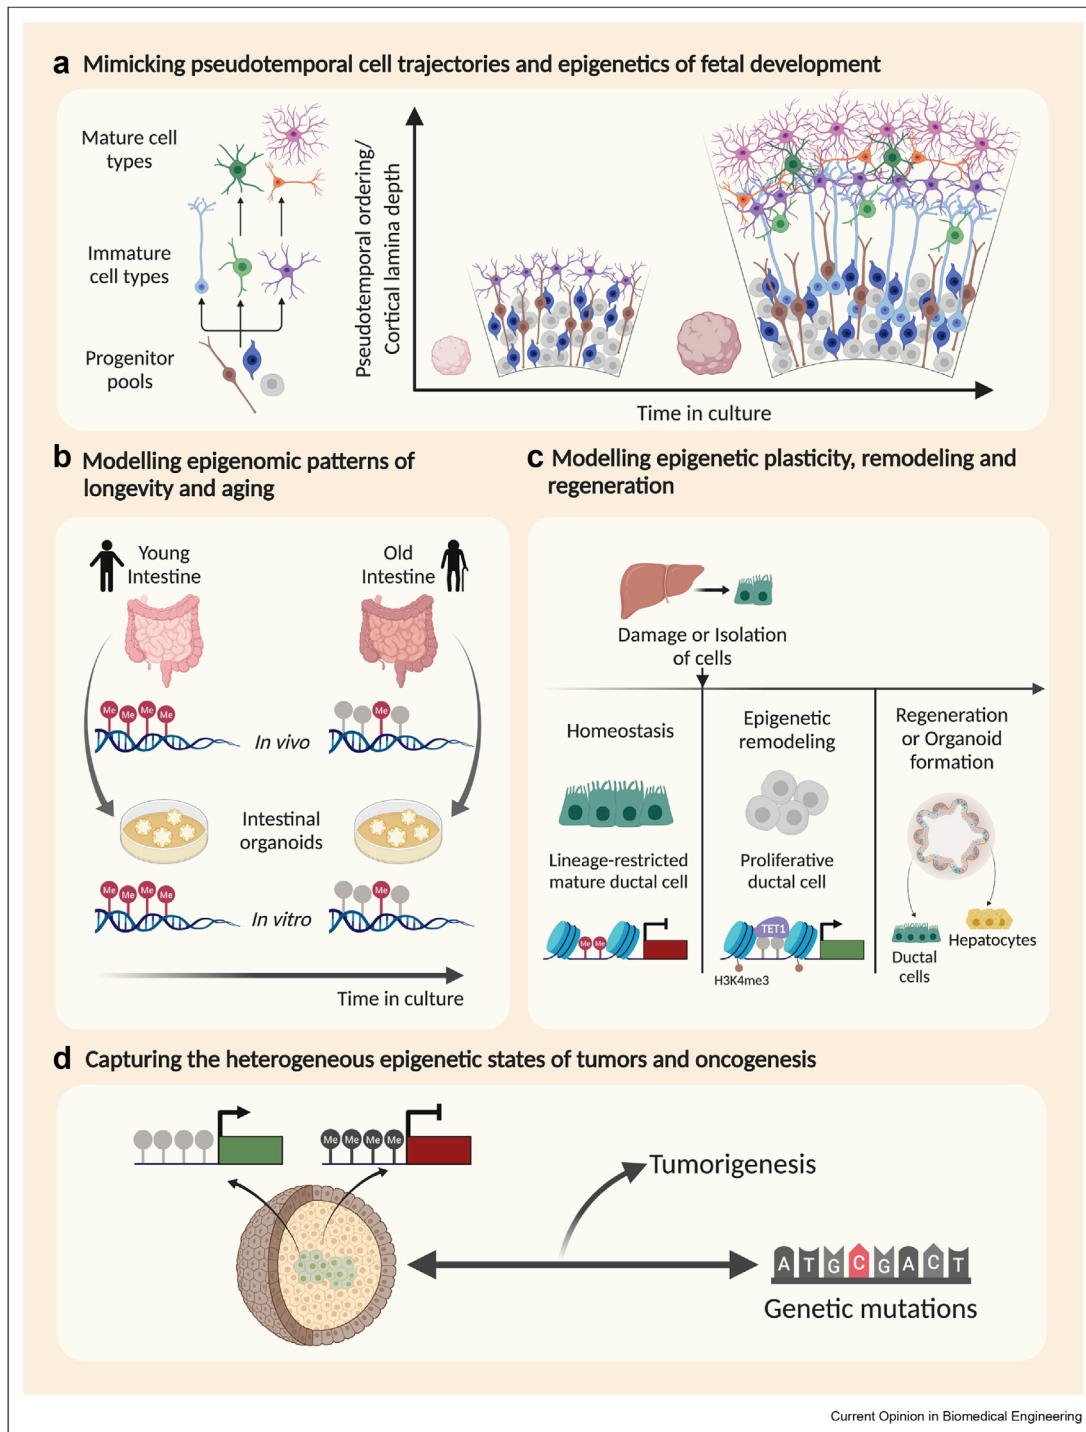 a Mimicking pseudotemporal cell trajectories and epigenetics of fetal development
Mature cell
types
Immature
cell types
Progenitor
pools
Pseudotemporal ordering/
Cortical lamina depth
Time in culture
b Modelling epigenomic patterns of
longevity and aging
Young
Intestine
Old
Intestine
Me Me Me Me
Me
In vivo
Intestinal
organoids
Me Me Me Me
Me
In vitro
Time in culture
c Modelling epigenetic plasticity, remodeling and
regeneration
Damage or Isolation
of cells
Homeostasis
Lineage-restricted
mature ductal cell
Me Me
Epigenetic
remodeling
Proliferative
ductal cell
TET1
H3K4me3
Regeneration
or Organoid
formation
Ductal
cells
Hepatocytes
d Capturing the heterogeneous epigenetic states of tumors and oncogenesis
Me Me Me Me
Tumorigenesis
A T G C G A C T
Genetic mutations
Current Opinion in Biomedical Engineering